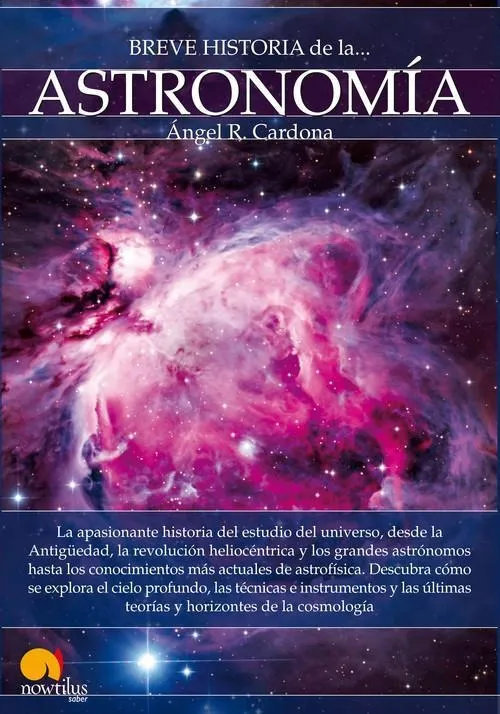 BREVE HISTORIA de la...
ASTRONOMÍA
Ángel R. Cardona
La apasionante historia del estudio del universo, desde la
Antigüedad, la revolución heliocéntrica y los grandes astrónomos
hasta los conocimientos más actuales de astrofísica. Descubra cómo
se explora el cielo profundo, las técnicas e instrumentos y las últimas
teorías y horizontes de la cosmología
nowtilus
saber